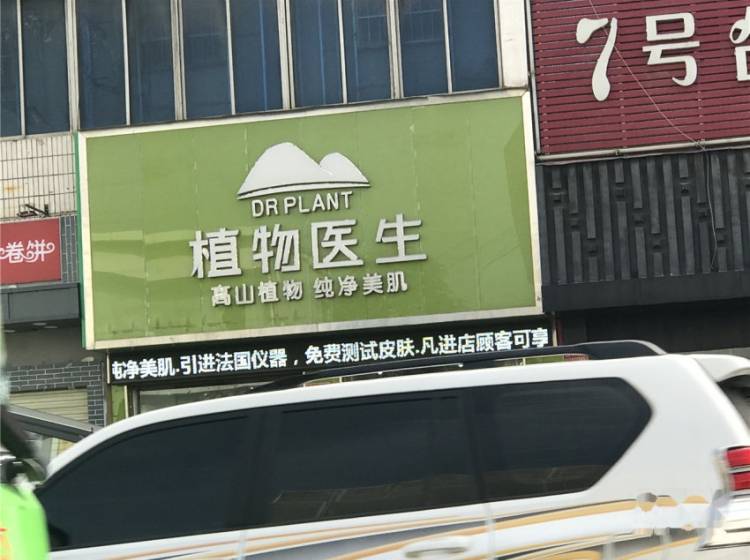 7号
DR PLANT
植物医生
高山植物 纯净美肌
卷饼
净美肌·引进法国仪器，免费测试皮肤.凡进店顾客可享